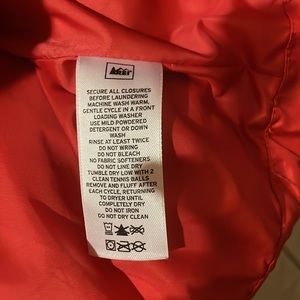 SECURE ALL CLOSURES
BEFORE LAUNDERING
MACHINE WASH WARM,
GENTLE CYCLE IN A FRONT
LOADING WASHER
USE MILD POWDERED
DETERGENT OR DOWN
WASH
RINSE AT LEAST TWICE
DO NOT WRING
DO NOT BLEACH
NO FABRIC SOFTENERS
DO NOT LINE DRY
TUMBLE DRY LOW WITH 2
CLEAN TENNIS BALLS
REMOVE AND FLUFF AFTER
EACH CYCLE, RETURNING
TO DRYER UNTIL
COMPLETELY DRY
DO NOT IRON
DO NOT DRY CLEAN